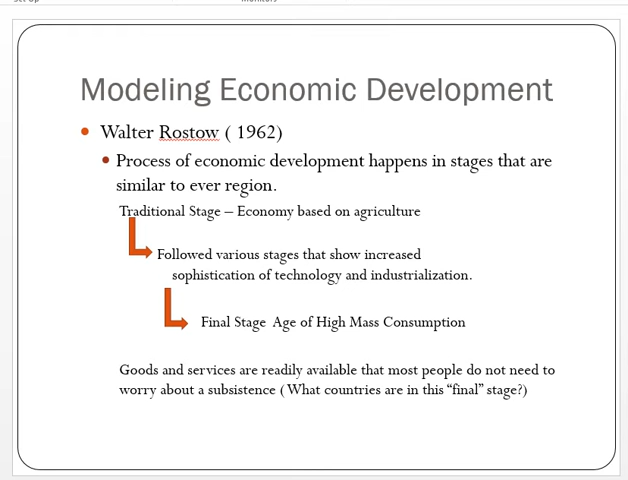 Modeling Economic Development
Walter Rostow ( 1962)
Process of economic development happens in stages that are
similar to ever region.
Traditional Stage – Economy based on agriculture
Followed various stages that show increased
sophistication of technology and industrialization.
Final Stage  Age of High Mass Consumption
Goods and services are readily available that most people do not need to
worry about a subsistence ( What countries are in this “final” stage?)